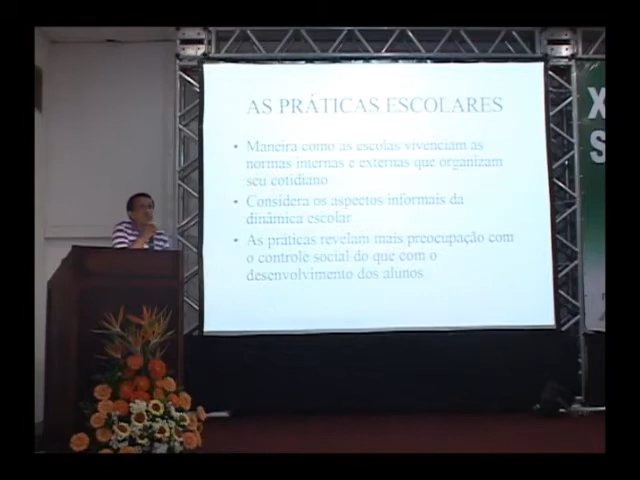 AS PRÁTICAS ESCOLARES
• Maneira como as escolas vivenciam as
normas internas e externas que organizam
seu cotidiano
• Considera os aspectos informais da
dinâmica escolar
• As práticas revelam mais preocupação com
o controle social do que com o
desenvolvimento dos alunos
X
S